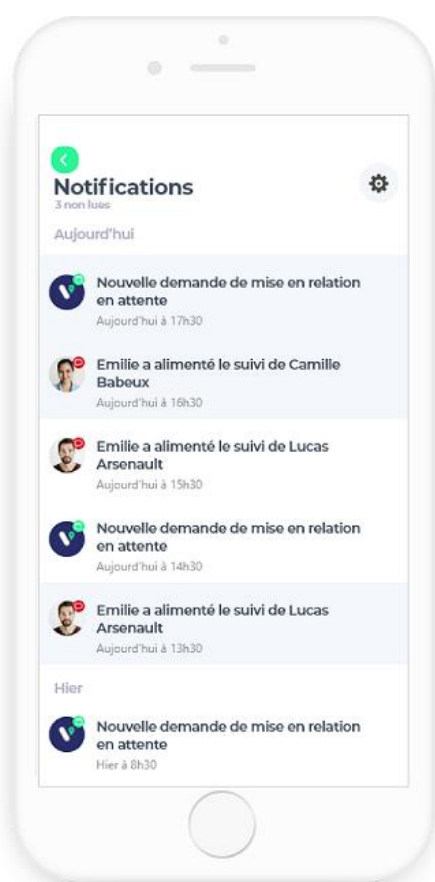 Notifications
3 non lues
Aujourd'hui
Nouvelle demande de mise en relation
en attente
Aujourd'hui à 17h30
Emilie a alimenté le suivi de Camille
Babeux
Aujourd'hui à 16h30
Emilie a alimenté le suivi de Lucas
Arsenault
Aujourd'hui à 15h30
Nouvelle demande de mise en relation
en attente
Aujourd'hui à 14h30
Emilie a alimenté le suivi de Lucas
Arsenault
Aujourd'hui à 13h30
Hier
Nouvelle demande de mise en relation
en attente
Hier à 8h30